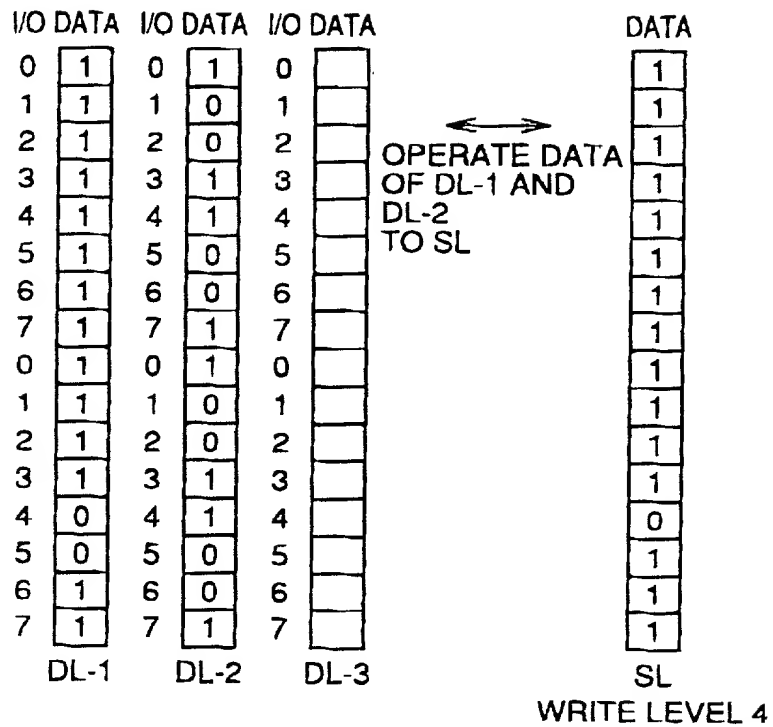 I/O DATA I/O DATA I/O DATA DATA
0 1 0 1 0 1
1 1 1 0 1 1
2 1 2 0 2 1
3 1 3 1 3 1
4 1 4 1 4 1
5 1 5 0 5 1
6 1 6 0 6 1
7 1 7 1 7 1
0 1 0 1 0 1
1 1 1 0 1 1
2 1 2 0 2 1
3 1 3 1 3 1
4 0 4 1 4 0
5 0 5 0 5 1
6 1 6 0 6 1
7 1 7 1 7 1
OPERATE DATA
OF DL-1 AND
DL-2
TO SL
DL-1 DL-2 DL-3 SL
WRITE LEVEL 4